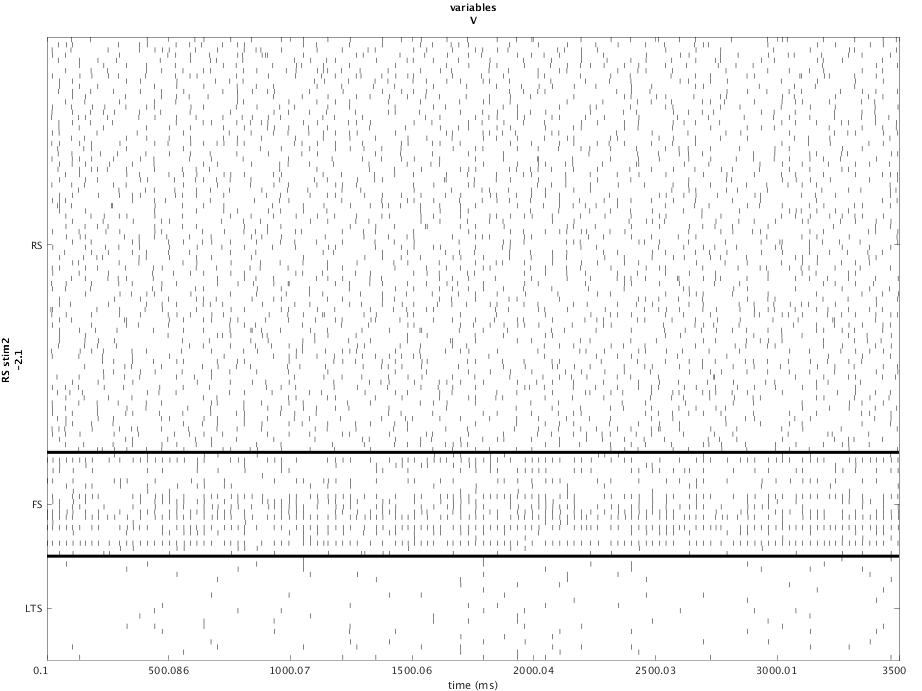 variables
V
RS
FS
LTS
RS stim2
-2.1
0.1 500.086 1000.07 1500.06 2000.04 2500.03 3000.01 3500
time (ms)